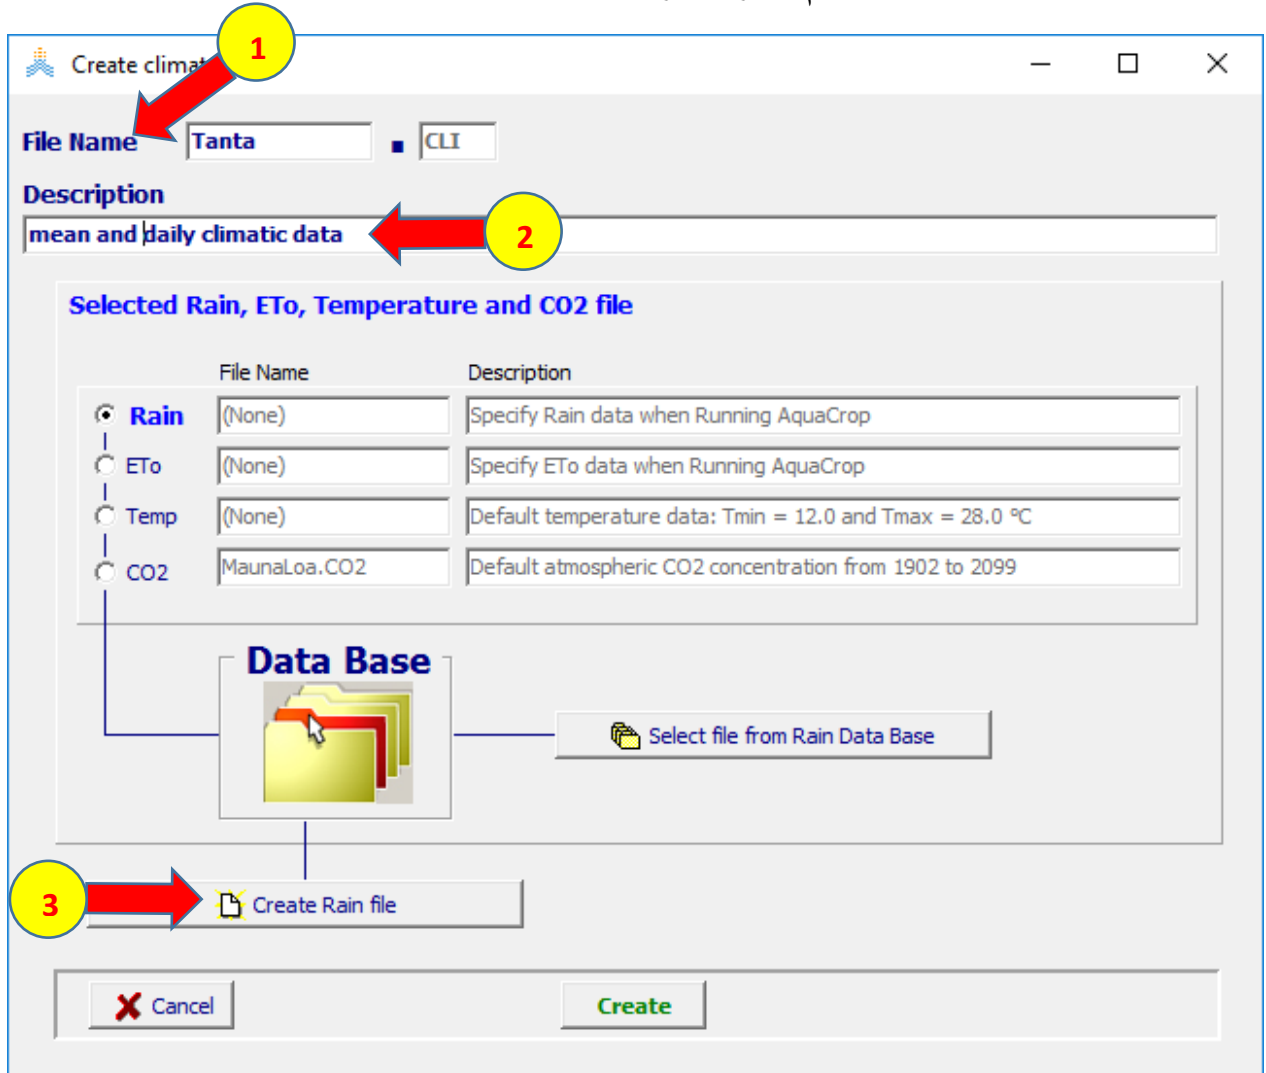 1
Create climat
File Name Tanta . CLI
Description
mean and daily climatic data
2
Selected Rain, ETo, Temperature and CO2 file
File Name Description
Rain (None) Specify Rain data when Running AquaCrop
ETo (None) Specify ETo data when Running AquaCrop
Temp (None) Default temperature data: Tmin = 12.0 and Tmax = 28.0 ºC
CO2 MaunaLoa.CO2 Default atmospheric CO2 concentration from 1902 to 2099
Data Base
Select file from Rain Data Base
3 Create Rain file
Cancel Create